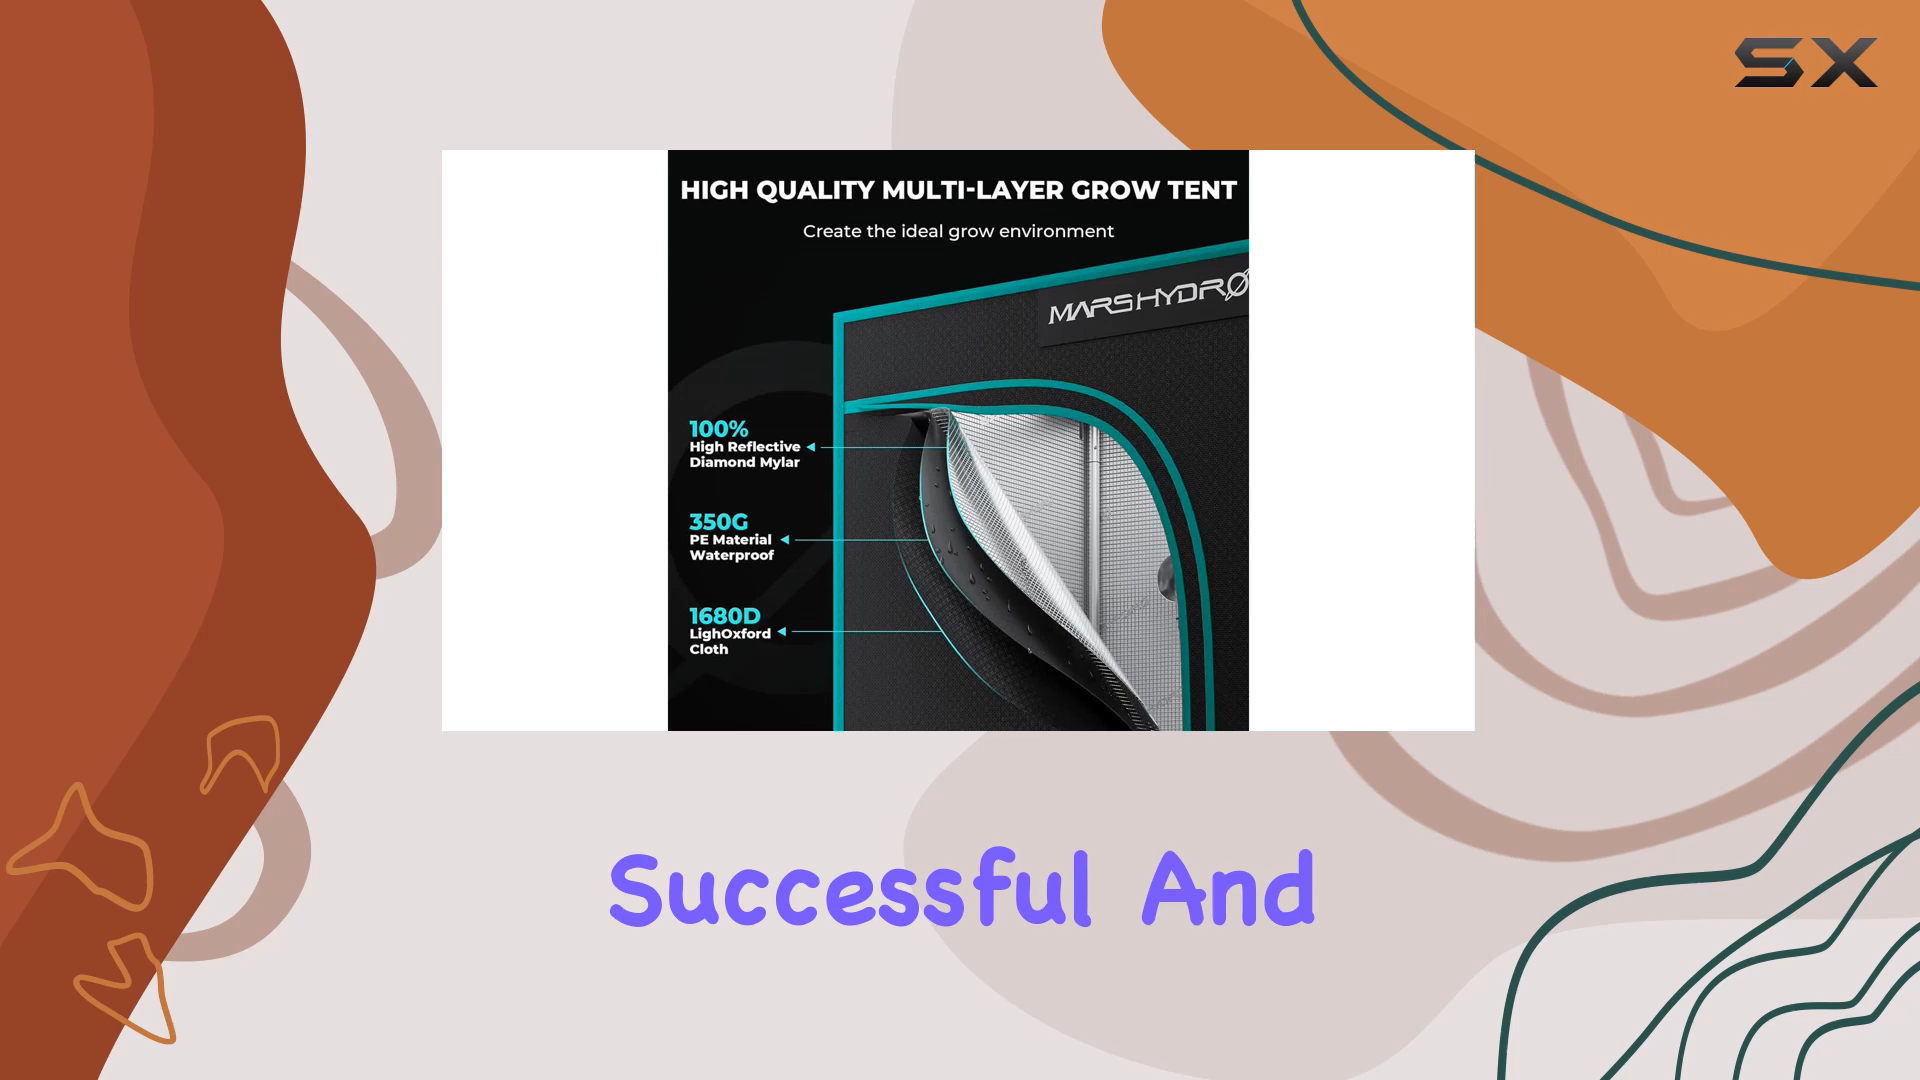 SX
HIGH QUALITY MULTI-LAYER GROW TENT
Create the ideal grow environment
MARSHYDRO
100%
High Reflective
Diamond Mylar
350G
PE Material
Waterproof
1680D
LighOxford
Cloth
Successful And